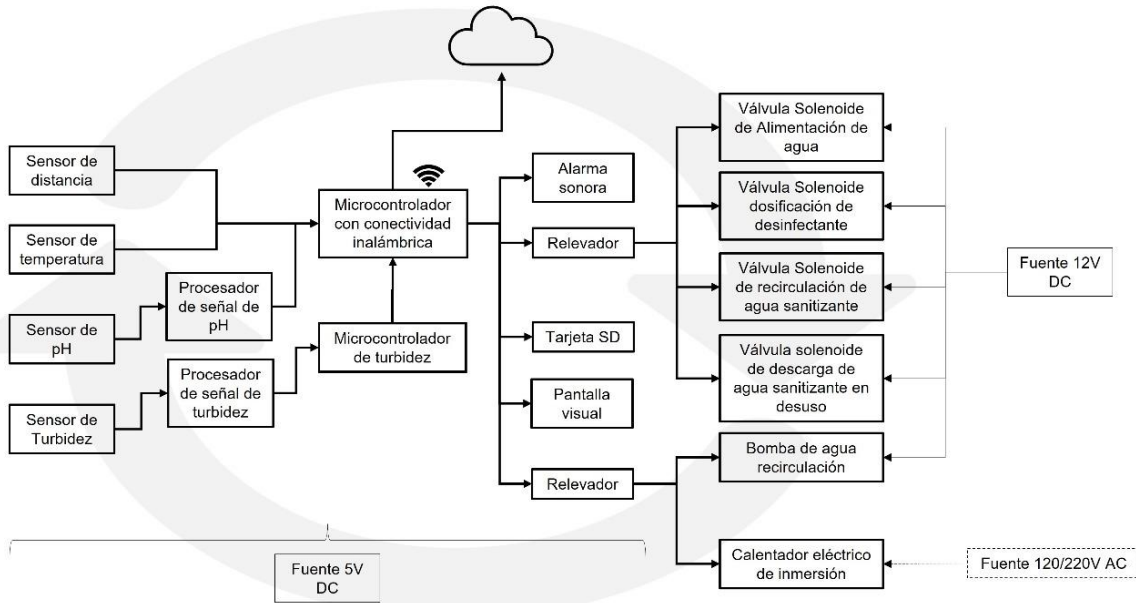 Sensor de
distancia
Sensor de
temperatura
Sensor
de pH
Sensor de
Turbidez
Procesador
de señal de
pH
Procesador
de señal de
turbidez
Microcontrolador
con conectividad
inalámbrica
Microcontrolador
de turbidez
Alarma
sonora
Relevador
Tarjeta SD
Pantalla
visual
Relevador
Válvula Solenoide
de Alimentación de
agua
Válvula Solenoide
dosificación de
desinfectante
Válvula Solenoide
de recirculación de
agua sanitizante
Válvula solenoide
de descarga de
agua sanitizante en
desuso
Bomba de agua
recirculación
Calentador eléctrico
de inmersión
Fuente 12V
DC
Fuente 120/220V AC
Fuente 5V
DC